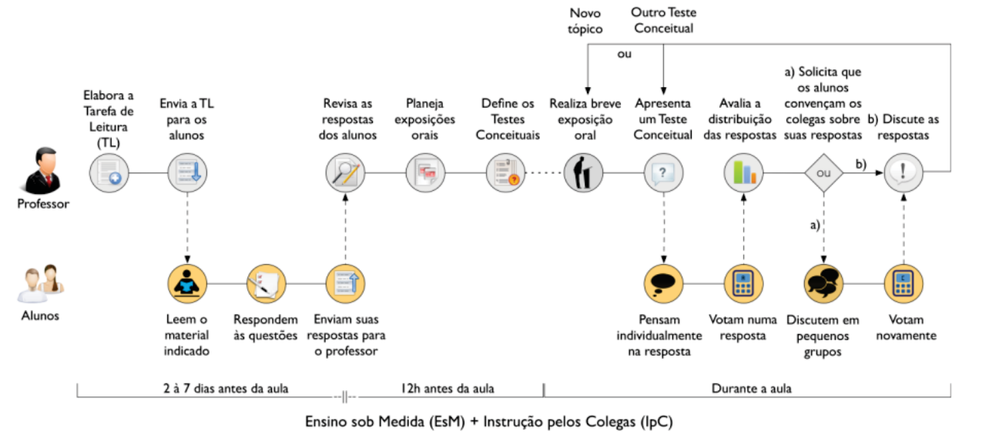 Novo
tópico
Outro Teste
Conceitual
ou
Elabora a
Tarefa de
Leitura
(TL)
Envia a TL
para os
alunos
Revisa as
respostas
dos alunos
Planeja
exposições
orais
Define os
Testes
Conceituais
Realiza breve
exposição
oral
Apresenta
um Teste
Conceitual
Avalia a
distribuição
das respostas
a) Solicita que
os alunos
convençam os
colegas sobre
suas respostas
b) Discute as
respostas
?
ou
b)
!
Professor
a)
A
C
Alunos
Leem o
material
indicado
Respondem
às questões
Enviam suas
respostas para
o professor
Pensam
individualmente
na resposta
Votam numa
resposta
Discutem em
pequenos
grupos
Votam
novamente
2 à 7 dias antes da aula
12h antes da aula
Durante a aula
Ensino sob Medida (EsM) + Instrução pelos Colegas (IpC)